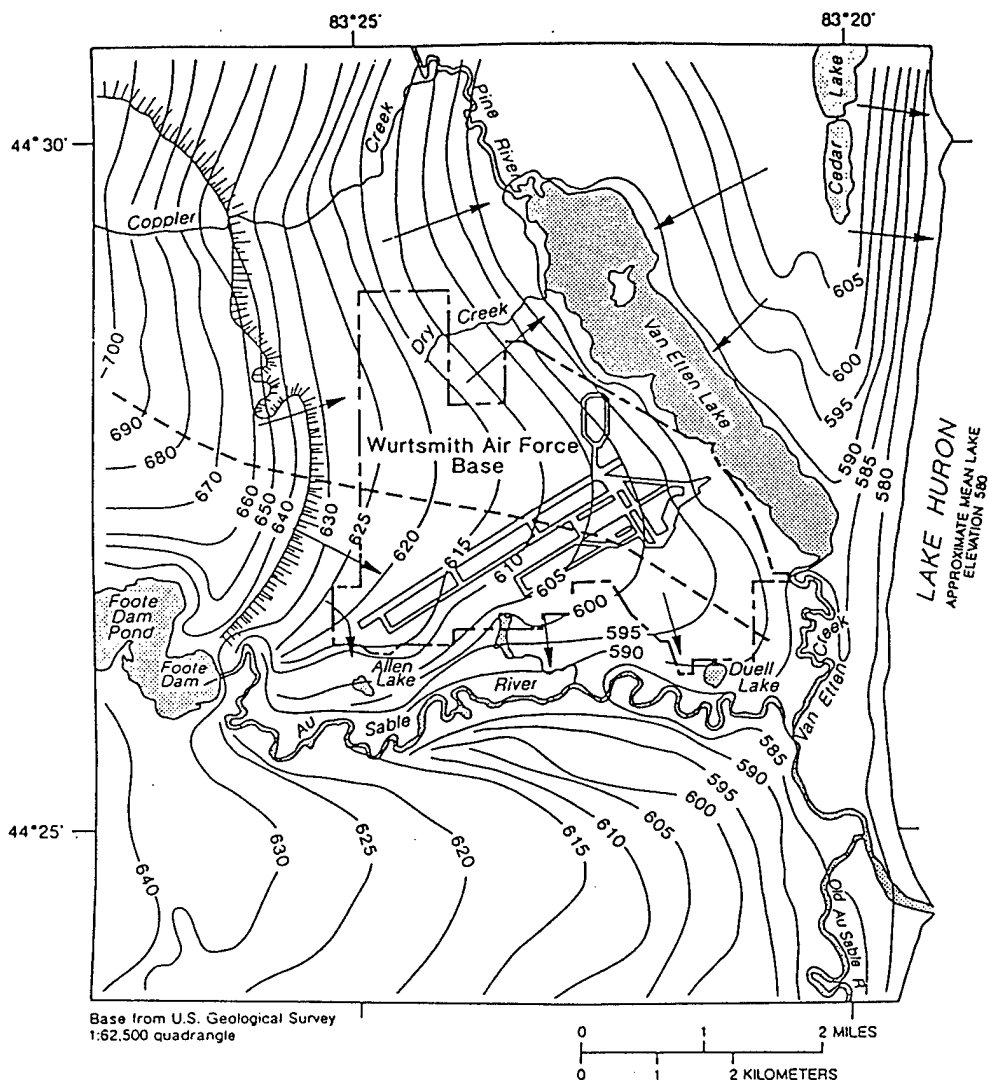 83°25'
83°20'
44°30'
Coppler
Creek
Pine
River
Cedar
Lake
Dry
Creek
Van Etten Lake
605
600
595
590
585
580
-700
690
680
670
660
650
640
630
625
620
615
610
605
600
595
590
Wurtsmith Air Force
Base
LAKE HURON
APPROXIMATE MEAN LAKE
ELEVATION 580
Foote
Dam
Pond
Foote
Dam
Allen
Lake
Au
Sable
River
Duell
Lake
Van Etten
Creek
44°25'
640
630
625
620
615
610
605
600
595
590
585
Old Au Sable R
Base from U.S. Geological Survey
1:62,500 quadrangle
0 1 2 MILES
0 1 2 KILOMETERS